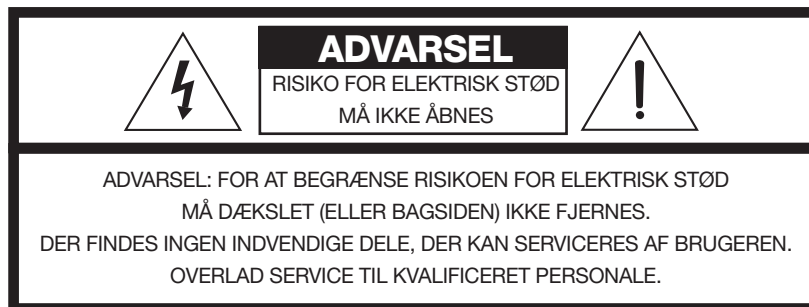 ADVARSEL
RISIKO FOR ELEKTRISK STØD
MÅ IKKE ÅBNES
ADVARSEL: FOR AT BEGRÆNSE RISIKOEN FOR ELEKTRISK STØD
MÅ DÆKSLET (ELLER BAGSIDEN) IKKE FJERNES.
DER FINDES INGEN INDVENDIGE DELE, DER KAN SERVICERES AF BRUGEREN.
OVERLAD SERVICE TIL KVALIFICERET PERSONALE.